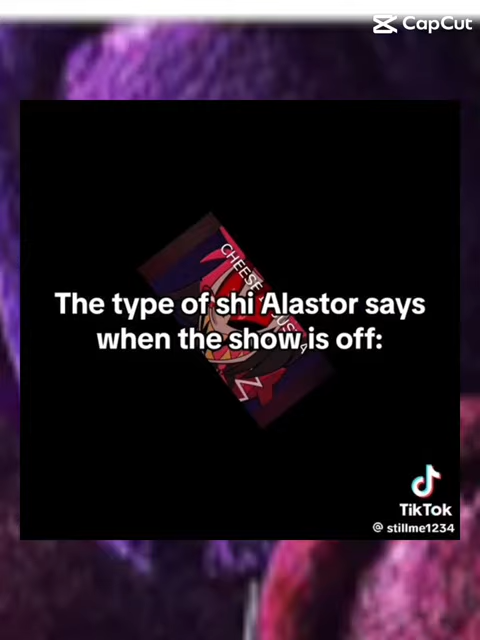 CapCut
The type of shi Alastor says
when the show is off:
TikTok
@ stillme1234